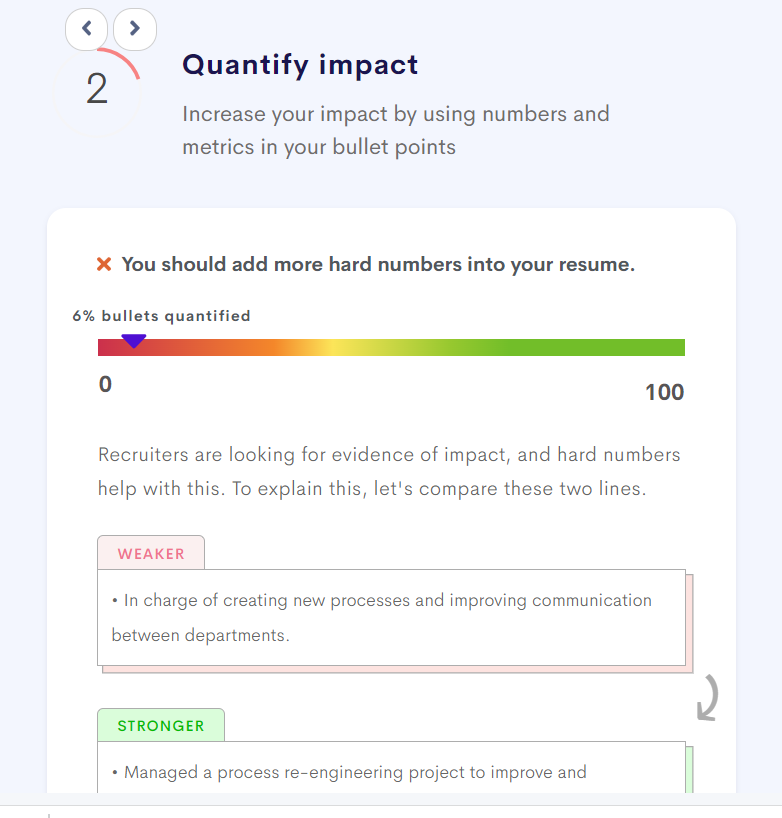 2
Quantify impact
Increase your impact by using numbers and
metrics in your bullet points
You should add more hard numbers into your resume.
6% bullets quantified
0
100
Recruiters are looking for evidence of impact, and hard numbers
help with this. To explain this, let's compare these two lines.
WEAKER
• In charge of creating new processes and improving communication
between departments.
STRONGER
• Managed a process re-engineering project to improve and